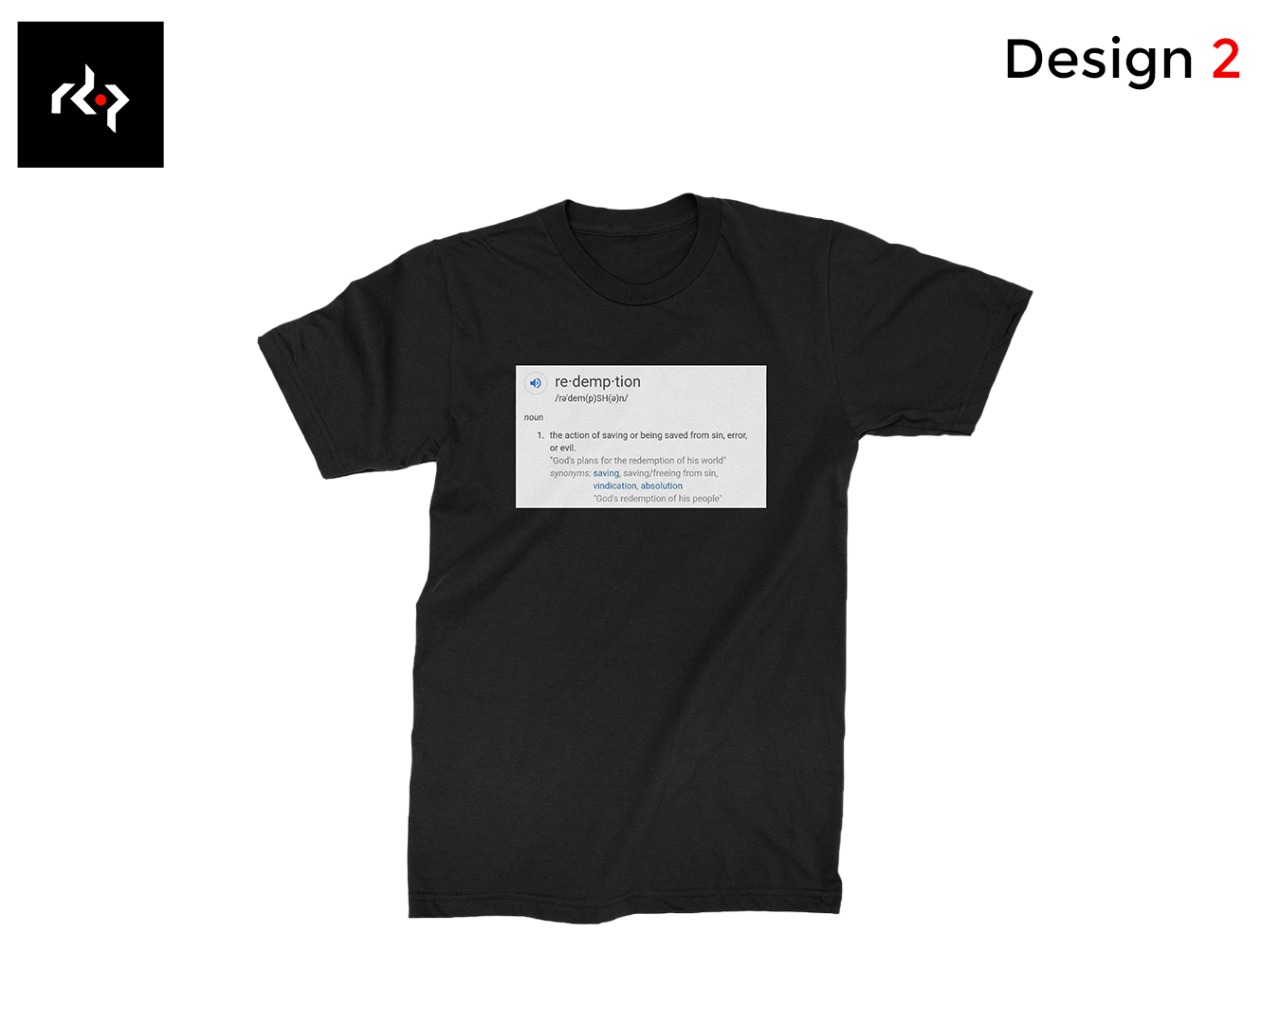 rdp
Design 2
re·demp·tion
/rəˈdem(p)SH(ə)n/
noun
1. the action of saving or being saved from sin, error,
or evil.
"God's plans for the redemption of his world"
synonyms: saving, saving/freeing from sin,
vindication, absolution
"God's redemption of his people"